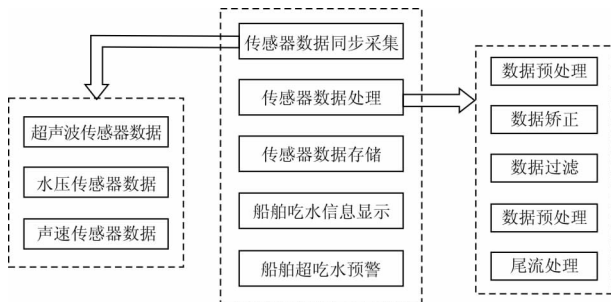 传感器数据同步采集
传感器数据处理
传感器数据存储
船舶吃水信息显示
船舶超吃水预警
超声波传感器数据
水压传感器数据
声速传感器数据
数据预处理
数据矫正
数据过滤
数据预处理
尾流处理